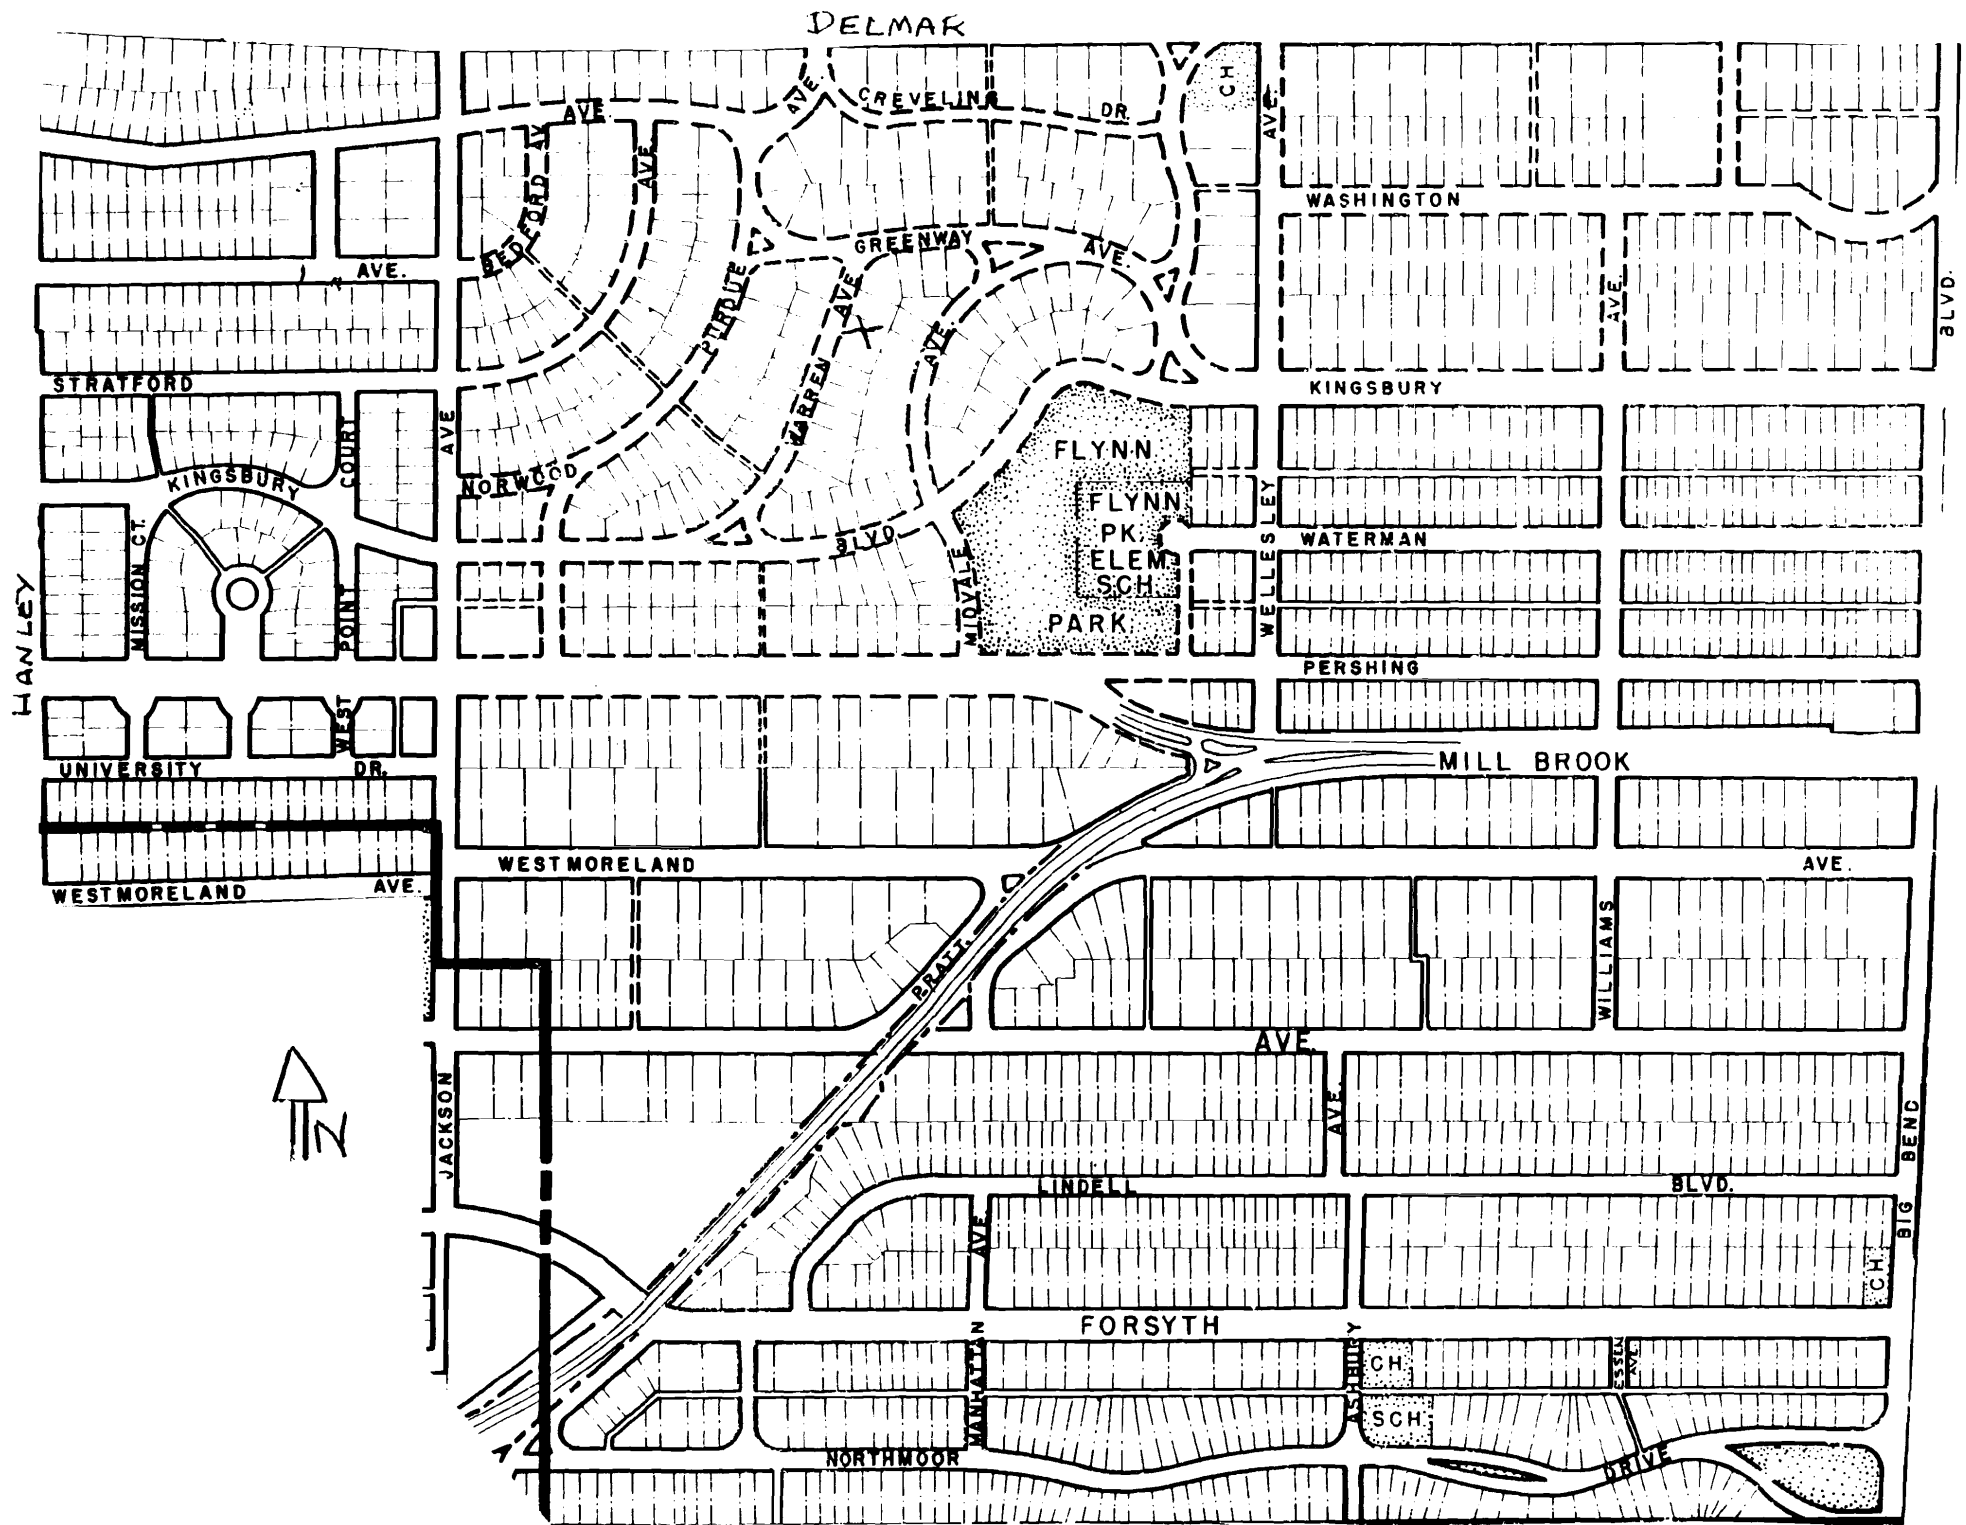 DELMAR
CREVELING
DR.
AVE.
AVE.
CH
AVE.
BEDFORD AV
AVE
WASHINGTON
GREENWAY
AVE.
AVE.
PURDUE
AVE.
AVE.
AVE.
BLVD.
WARREN
STRATFORD
KINGSBURY
COURT
AVE
FLYNN
KINGSBURY
NORWOOD
FLYNN
PK.
ELEM.
SCH.
PARK
MISSION CT.
BLVD.
WATERMAN
MIDVALE
WELLESLEY
HANLEY
POINT
PERSHING
WEST
UNIVERSITY
DR.
MILL BROOK
WESTMORELAND
AVE.
WESTMORELAND
AVE.
WILLIAMS
PRATT
AVE.
N
JACKSON
AVE.
BEND
LINDELL
BLVD.
BIG
AVE.
CH.
FORSYTH
MANHATTAN
ASHBURY
CH.
ESSEN
AVE.
SCH.
NORTHMOOR
DRIVE